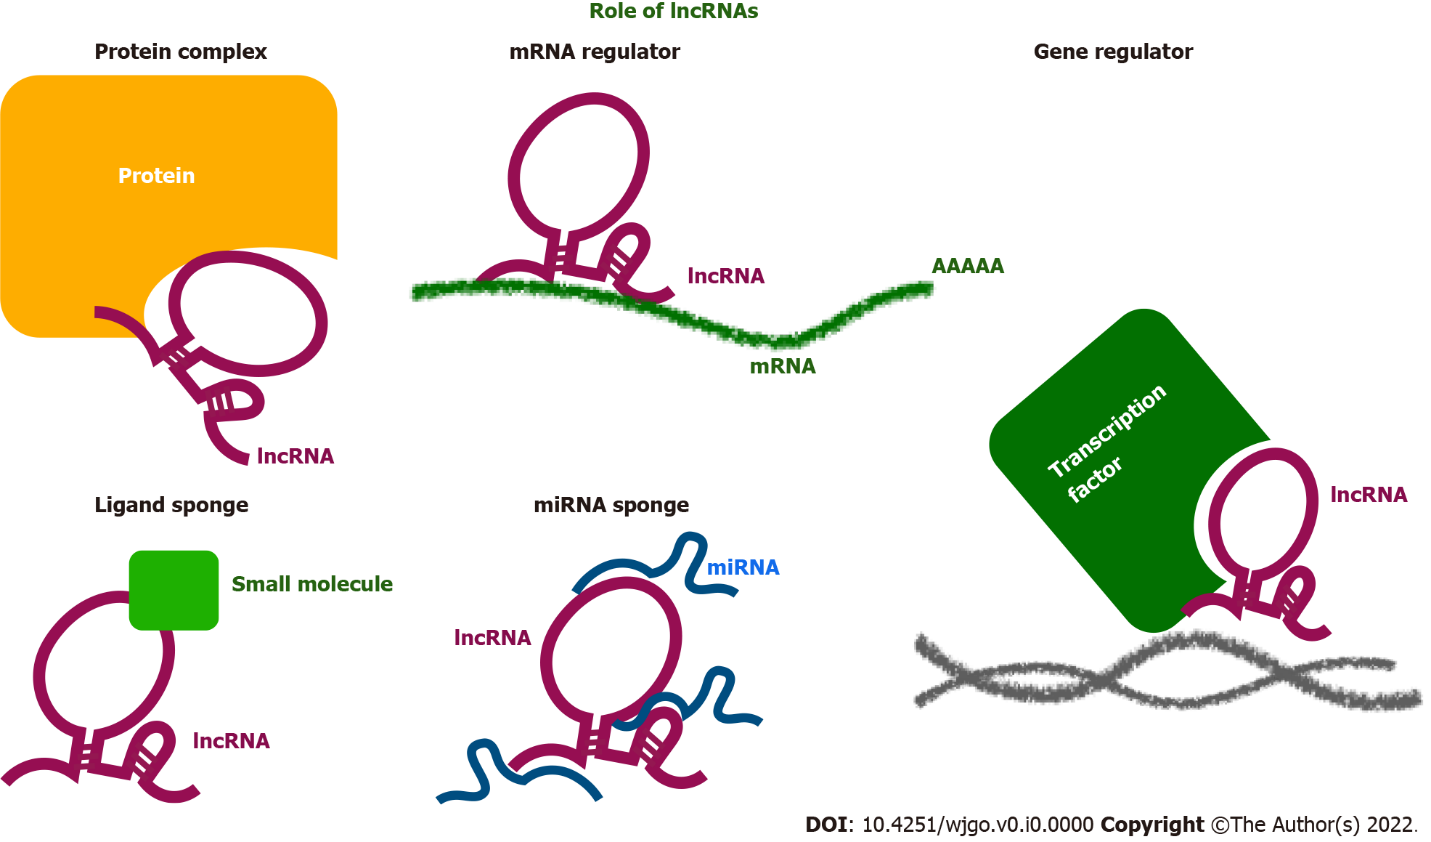 Role of lncRNAs
Protein complex
mRNA regulator
Gene regulator
Protein
lncRNA
AAAAA
mRNA
lncRNA
Transcription
factor
lncRNA
Ligand sponge
miRNA sponge
Small molecule
miRNA
lncRNA
lncRNA
DOI: 10.4251/wjgo.v0.i0.0000 Copyright ©The Author(s) 2022.